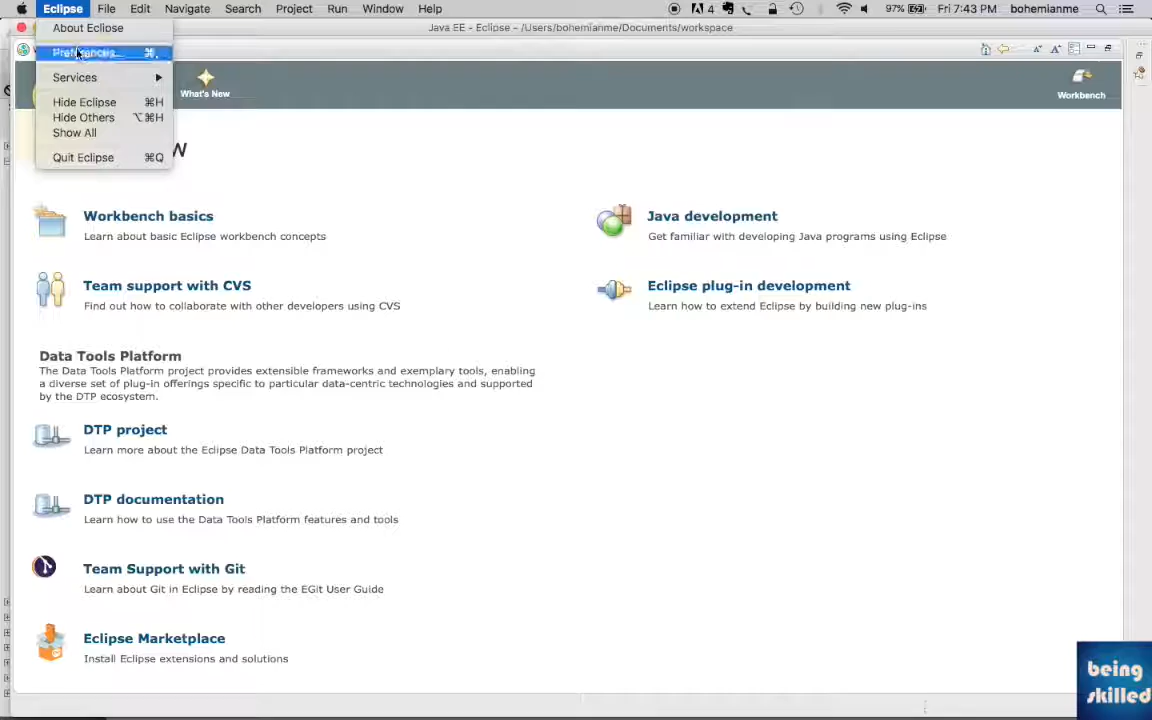 Eclipse File Edit Navigate Search Project Run Window Help 4 97% Fri 7:43 PM bohemianme
About Eclipse
Java EE - Eclipse - /Users/bohemianme/Documents/workspace
Preferences... ⌘,
Services
What's New
Workbench
Hide Eclipse ⌘H
Hide Others ⌥⌘H
Show All
Quit Eclipse ⌘Q
w
Workbench basics
Learn about basic Eclipse workbench concepts
Java development
Get familiar with developing Java programs using Eclipse
Team support with CVS
Find out how to collaborate with other developers using CVS
Eclipse plug-in development
Learn how to extend Eclipse by building new plug-ins
Data Tools Platform
The Data Tools Platform project provides extensible frameworks and exemplary tools, enabling
a diverse set of plug-in offerings specific to particular data-centric technologies and supported
by the DTP ecosystem.
DTP project
Learn more about the Eclipse Data Tools Platform project
DTP documentation
Learn how to use the Data Tools Platform features and tools
Team Support with Git
Learn about Git in Eclipse by reading the EGit User Guide
Eclipse Marketplace
Install Eclipse extensions and solutions
being
skilled